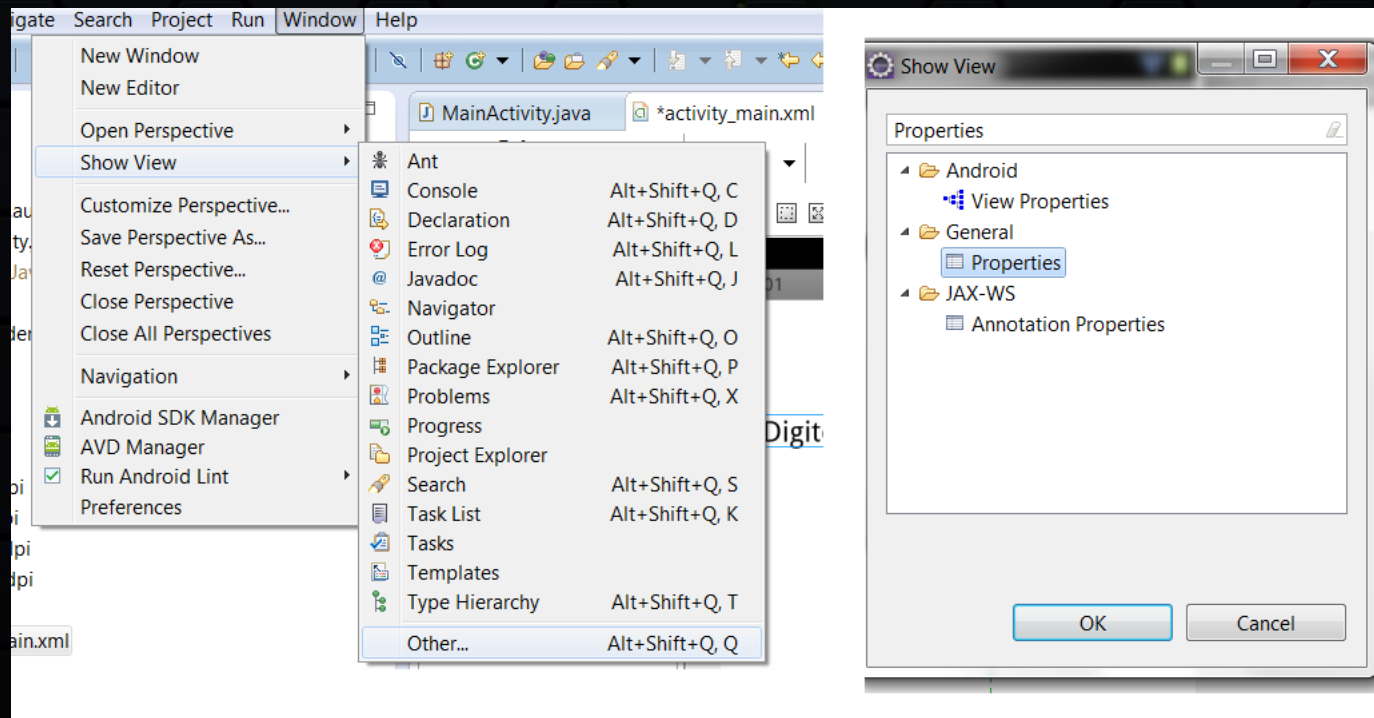 Search Project Run Window Help
New Window
New Editor
Open Perspective
Show View
Customize Perspective...
Save Perspective As...
Reset Perspective...
Close Perspective
Close All Perspectives
Navigation
Android SDK Manager
AVD Manager
Run Android Lint
Preferences
MainActivity.java *activity_main.xml
Ant
Console Alt+Shift+Q, C
Declaration Alt+Shift+Q, D
Error Log Alt+Shift+Q, L
Javadoc Alt+Shift+Q, J
Navigator
Outline Alt+Shift+Q, O
Package Explorer Alt+Shift+Q, P
Problems Alt+Shift+Q, X
Progress
Project Explorer
Search Alt+Shift+Q, S
Task List Alt+Shift+Q, K
Tasks
Templates
Type Hierarchy Alt+Shift+Q, T
Other... Alt+Shift+Q, Q
ain.xml
Digit
Show View
Properties
Android
View Properties
General
Properties
JAX-WS
Annotation Properties
OK Cancel